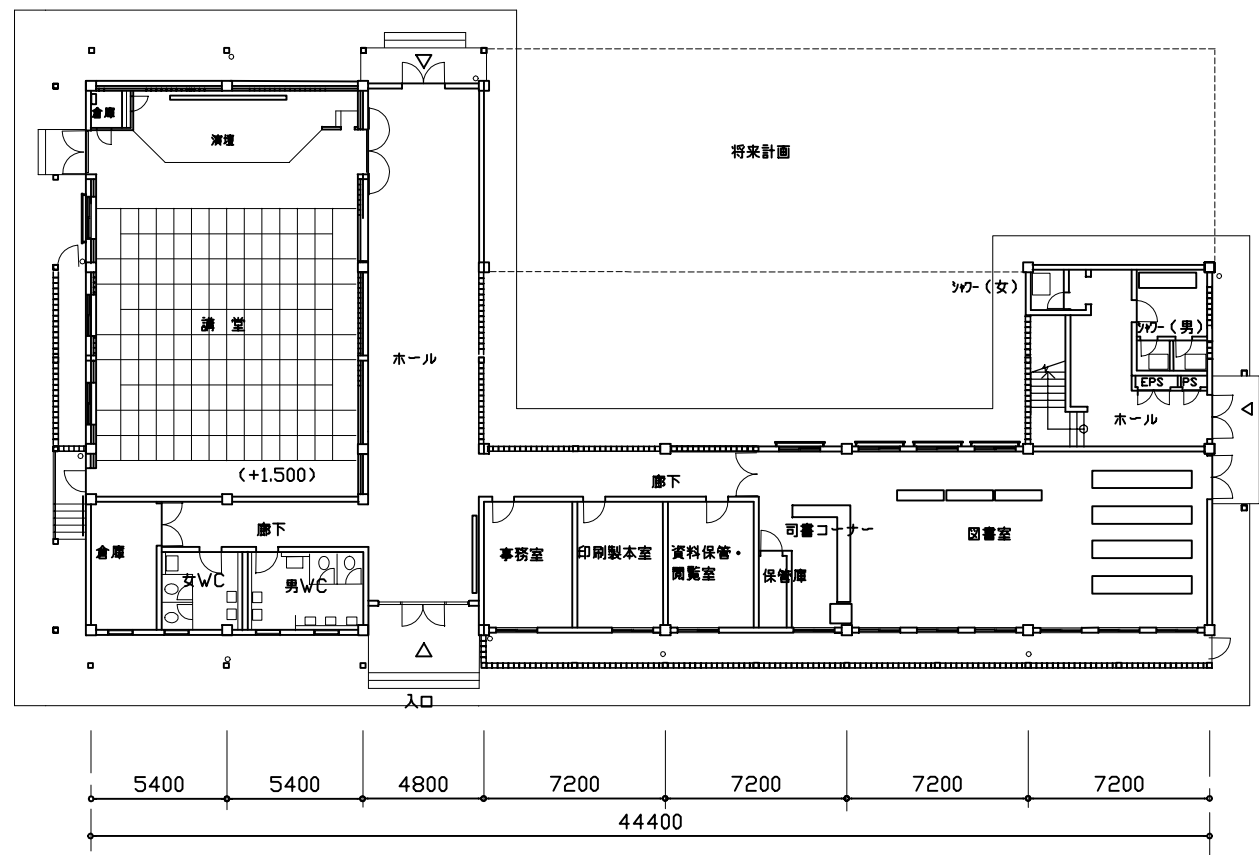 倉庫
演壇
将来計画
シャワー(女)
講 堂
シャワー(男)
ホール
EPS
PS
ホール
(+1.500)
廊下
廊下
司書コーナー
図書室
倉庫
事務室
印刷製本室
資料保管・
閲覧室
女WC
男WC
保管庫
入口
5400
5400
4800
7200
7200
7200
7200
44400